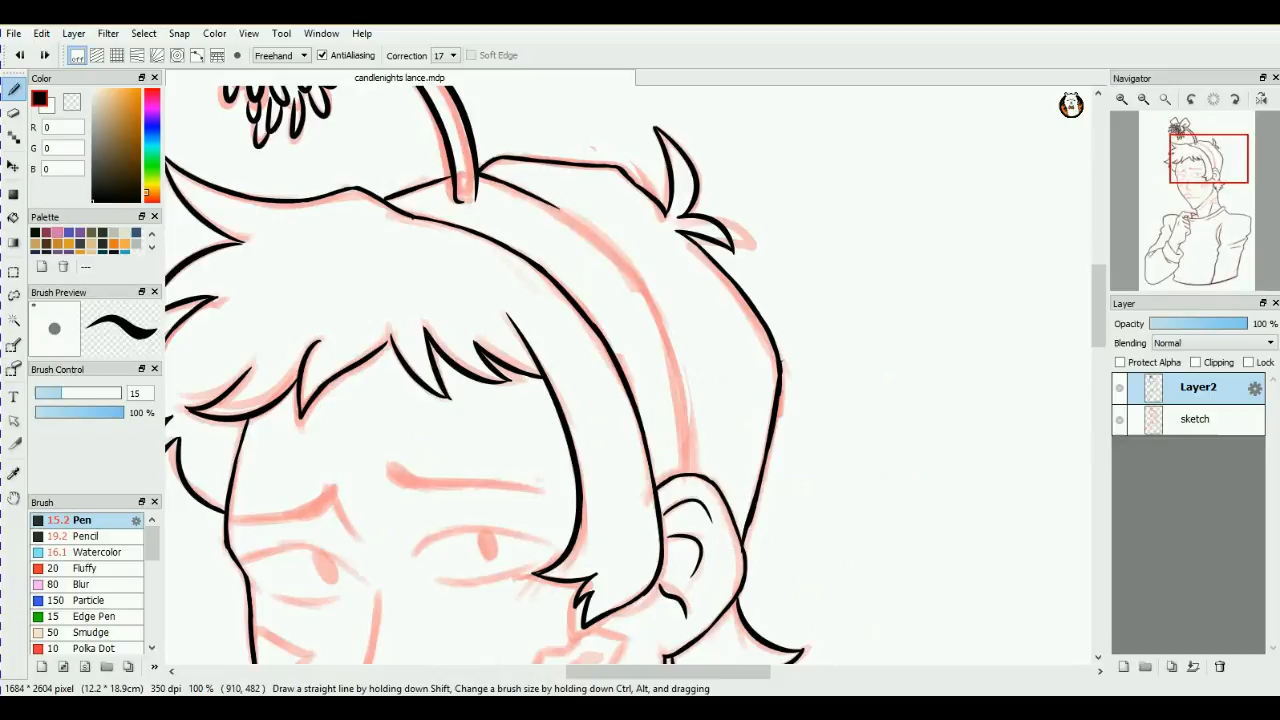 File Edit Layer Filter Select Snap Color View Tool Window Help
off Freehand AntiAliasing Correction 17 Soft Edge
Color
candlenights lance.mdp
Navigator
R 0
G 0
B 0
Palette
---
Brush Preview
Layer
Opacity 100 %
Blending Normal
Protect Alpha Clipping Lock
Brush Control
Layer2
15
100 %
sketch
Brush
15.2 Pen
19.2 Pencil
16.1 Watercolor
20 Fluffy
80 Blur
150 Particle
15 Edge Pen
50 Smudge
10 Polka Dot
1684 * 2604 pixel (12.2 * 18.9cm) 350 dpi 100 % ( 910, 482 ) Draw a straight line by holding down Shift, Change a brush size by holding down Ctrl, Alt, and dragging